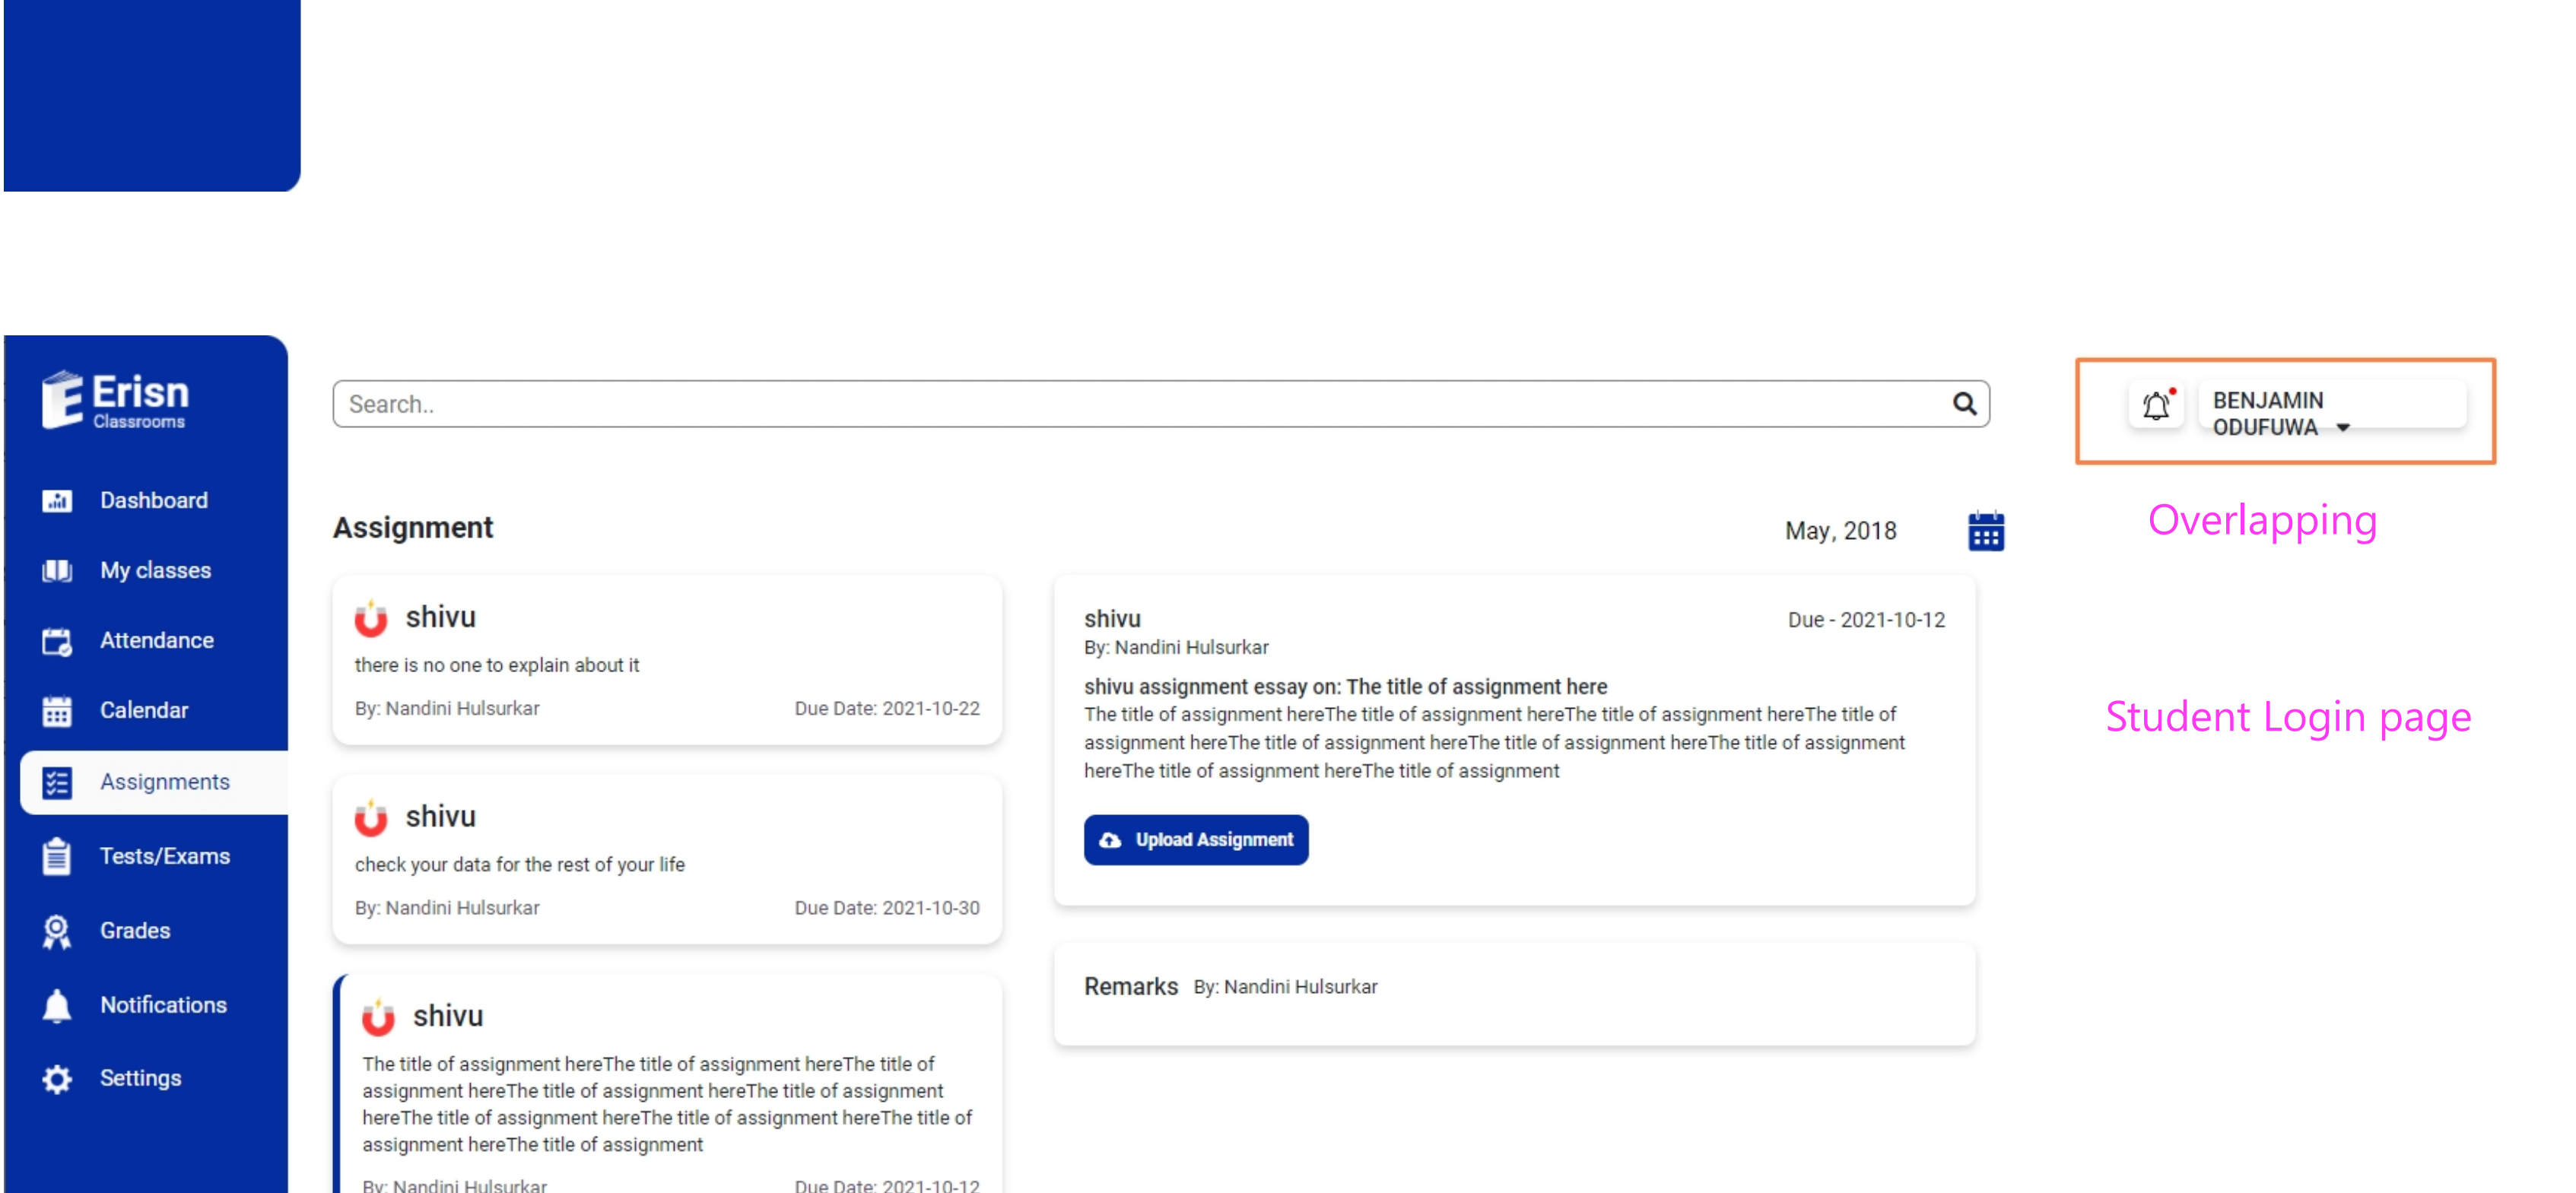 Erisn
Classrooms
Search..
BENJAMIN
ODUFUWA
Overlapping
Student Login page
Dashboard
My classes
Attendance
Calendar
Assignments
Tests/Exams
Grades
Notifications
Settings
Assignment
May, 2018
shivu
there is no one to explain about it
By: Nandini Hulsurkar Due Date: 2021-10-22
shivu
check your data for the rest of your life
By: Nandini Hulsurkar Due Date: 2021-10-30
shivu
The title of assignment hereThe title of assignment hereThe title of
assignment hereThe title of assignment hereThe title of assignment
hereThe title of assignment hereThe title of assignment hereThe title of
assignment hereThe title of assignment
By: Nandini Hulsurkar Due Date: 2021-10-12
shivu Due - 2021-10-12
By: Nandini Hulsurkar
shivu assignment essay on: The title of assignment here
The title of assignment hereThe title of assignment hereThe title of assignment hereThe title of
assignment hereThe title of assignment hereThe title of assignment hereThe title of assignment
hereThe title of assignment hereThe title of assignment
Upload Assignment
Remarks By: Nandini Hulsurkar